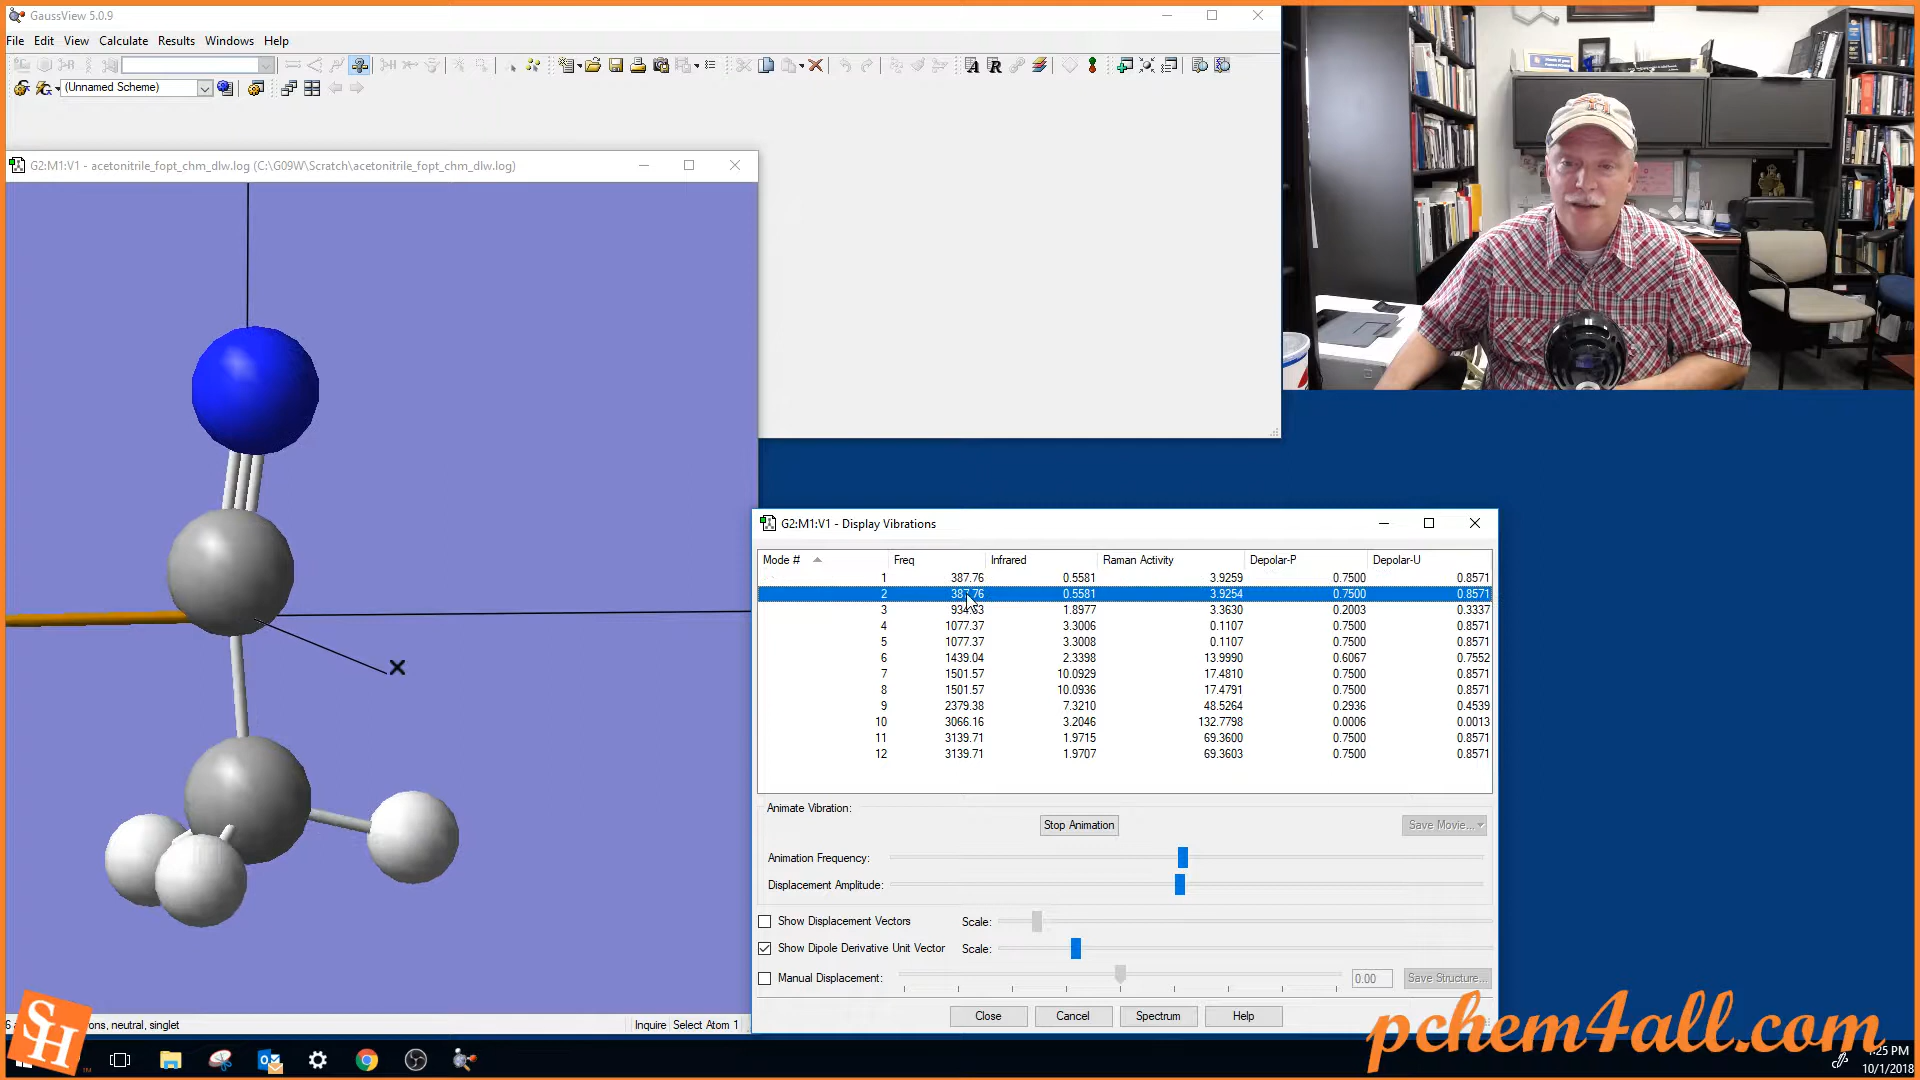 GaussView 5.0.9
File Edit View Calculate Results Windows Help
(Unnamed Scheme)
G2:M1:V1 - acetonitrile_fopt_chm_dlw.log (C:\G09W\Scratch\acetonitrile_fopt_chm_dlw.log)
G2:M1:V1 - Display Vibrations
Mode # Freq Infrared Raman Activity Depolar-P Depolar-U
1 387.76 0.5581 3.9259 0.7500 0.8571
2 387.76 0.5581 3.9254 0.7500 0.8571
3 1.8977 3.3630 0.2003 0.3337
4 1077.37 3.3006 0.1107 0.7500 0.8571
5 1077.37 3.3008 0.1107 0.7500 0.8571
6 1439.04 2.3398 13.9990 0.6067 0.7552
7 1501.57 10.0929 17.4810 0.7500 0.8571
8 1501.57 10.0936 17.4791 0.7500 0.8571
9 2379.38 7.3210 48.5264 0.2936 0.4539
10 3066.16 3.2046 132.7798 0.0006 0.0013
11 3139.71 1.9715 69.3600 0.7500 0.8571
12 3139.71 1.9707 69.3603 0.7500 0.8571
Animate Vibration:
Stop Animation Save Movie...
Animation Frequency:
Displacement Amplitude:
Show Displacement Vectors Scale:
Show Dipole Derivative Unit Vector Scale:
Manual Displacement: 0.00 Save Structure...
Close Cancel Spectrum Help
ons, neutral, singlet Inquire Select Atom 1
SH
pchem4all.com
:25 PM
10/1/2018